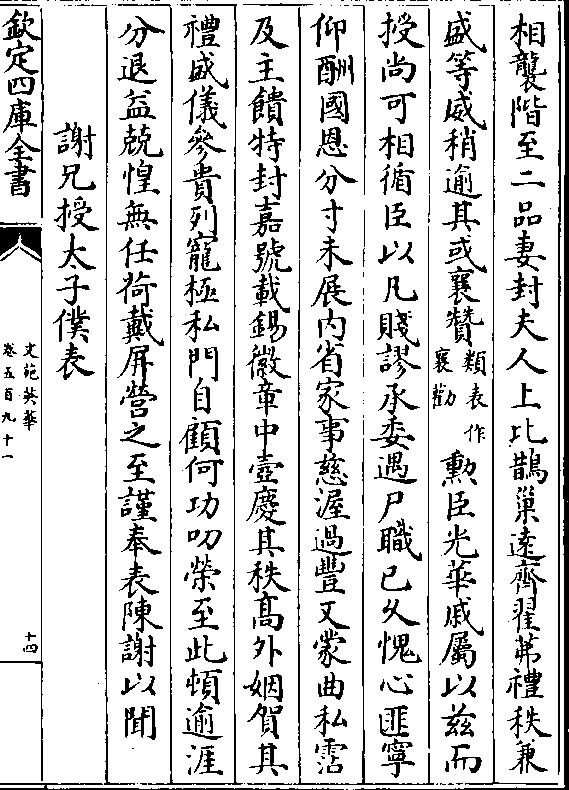 相襲階至二品妻封夫人上比鵲巢逺齊翟茀禮秩兼
盛等威稍逾其或襄贊類表作襄勸勲臣光華戚屬以兹而
授尚可相循臣以凡賤謬承委遇尸職已久愧心匪寧
仰酬國恩分寸未展内省家事慈渥過豐又蒙曲私霑
及主饋特封嘉號載錫徽章中壼慶其秩髙外姻賀其
禮盛儀參貴列寵極私門自顧何功叨榮至此頓逾涯
分退益兢惶無任荷戴屏營之至謹奉表陳謝以聞
謝兄授太子僕表
欽定四庫全書
文苑英華
卷五百九十一
十四